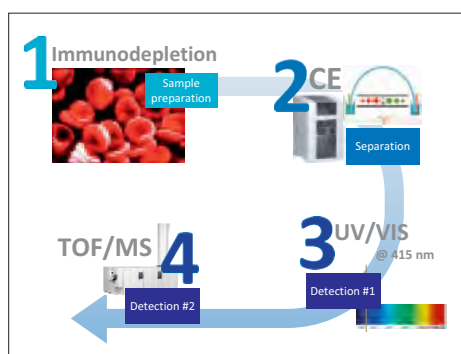 1
Immunodepletion
Sample
preparation
2
CE
Separation
3
UV/VIS
@ 415 nm
Detection #1
4
TOF/MS
Detection #2